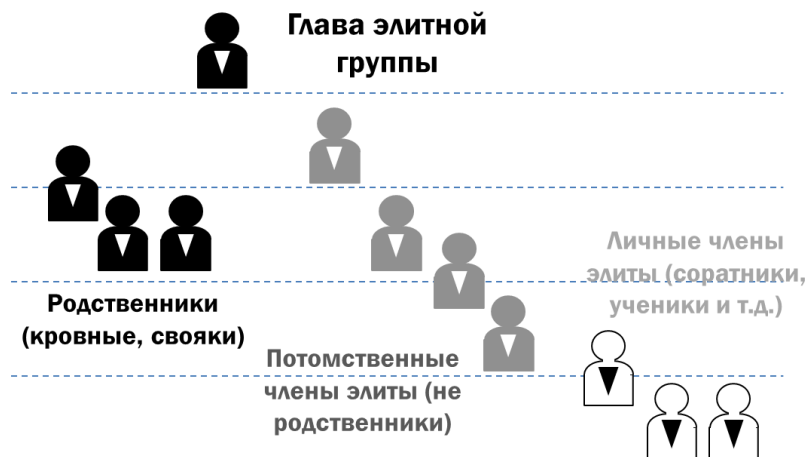 Глава элитной
группы
Личные члены
элиты (соратники,
ученики и т.д.)
Родственники
(кровные, свояки)
Потомственные
члены элиты (не
родственники)